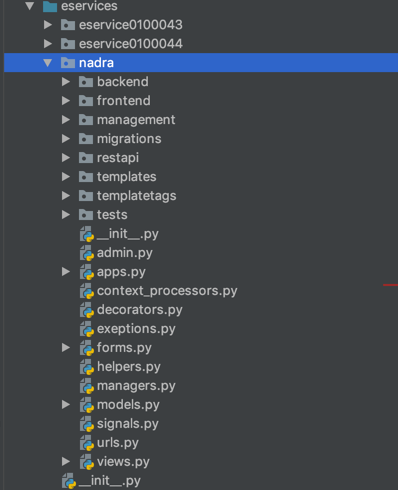 eservices
eservice0100043
eservice0100044
nadra
backend
frontend
management
migrations
restapi
templates
templatetags
tests
__init__.py
admin.py
apps.py
context_processors.py
decorators.py
exeptions.py
forms.py
helpers.py
managers.py
models.py
signals.py
urls.py
views.py
__init__.py